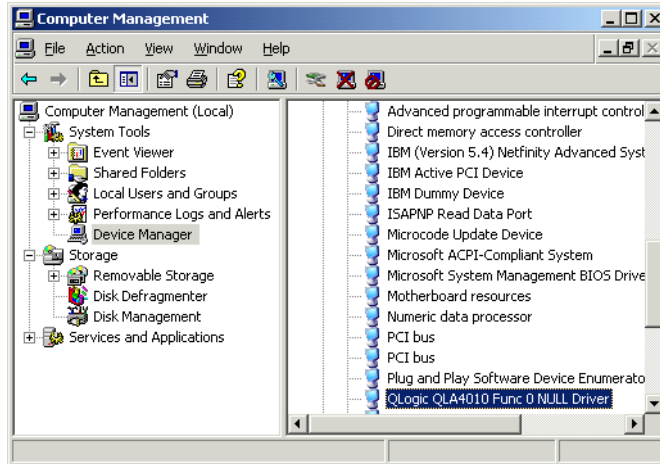 Computer Management
File Action View Window Help
Computer Management (Local)
System Tools
Event Viewer
Shared Folders
Local Users and Groups
Performance Logs and Alerts
Device Manager
Storage
Removable Storage
Disk Defragmenter
Disk Management
Services and Applications
Advanced programmable interrupt control
Direct memory access controller
IBM (Version 5.4) Netfinity Advanced Syst
IBM Active PCI Device
IBM Dummy Device
ISAPNP Read Data Port
Microcode Update Device
Microsoft ACPI-Compliant System
Microsoft System Management BIOS Drive
Motherboard resources
Numeric data processor
PCI bus
PCI bus
Plug and Play Software Device Enumerato
QLogic QLA4010 Func 0 NULL Driver